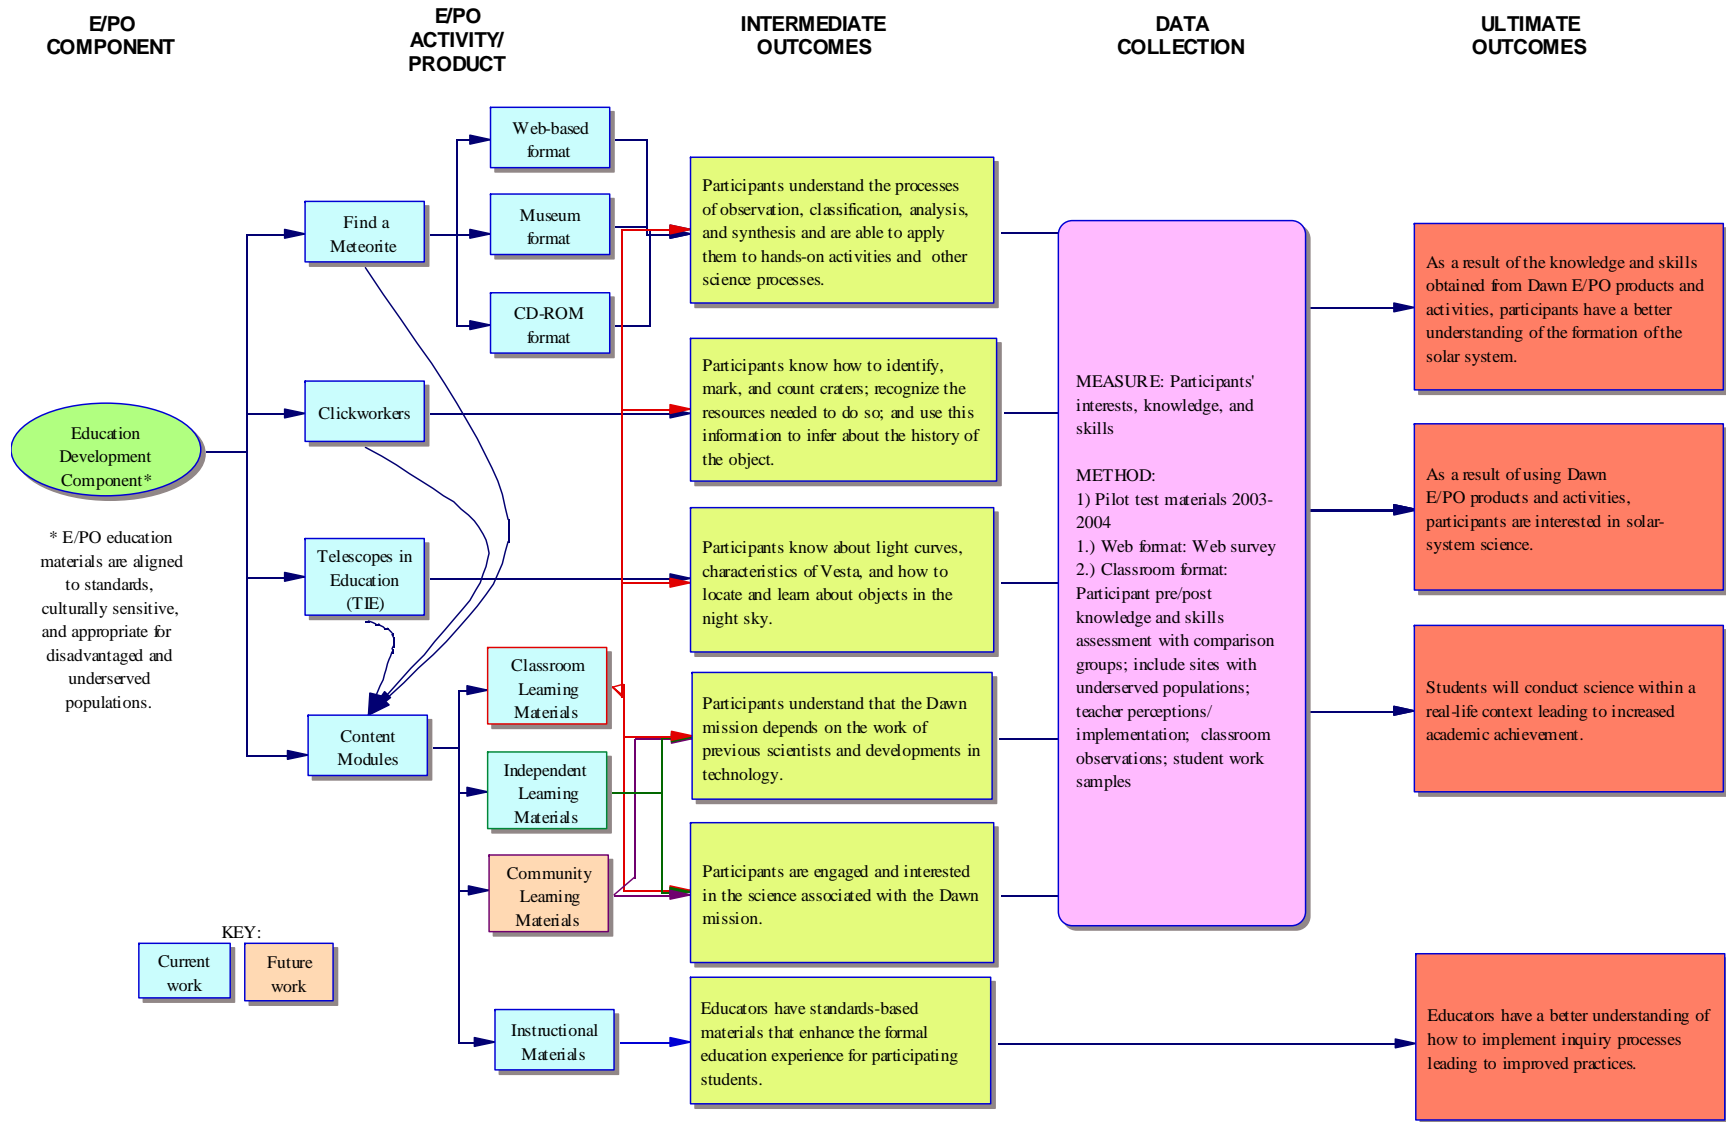 E/PO
COMPONENT
E/PO
ACTIVITY/
PRODUCT
INTERMEDIATE
OUTCOMES
DATA
COLLECTION
ULTIMATE
OUTCOMES
Education
Development
Component*
* E/PO education
materials are aligned
to standards,
culturally sensitive,
and appropriate for
disadvantaged and
underserved
populations.
KEY:
Current
work
Future
work
Find a
Meteorite
Clickworkers
Telescopes in
Education
(TIE)
Content
Modules
Web-based
format
Museum
format
CD-ROM
format
Classroom
Learning
Materials
Independent
Learning
Materials
Community
Learning
Materials
Instructional
Materials
Participants understand the processes
of observation, classification, analysis,
and synthesis and are able to apply
them to hands-on activities and other
science processes.
Participants know how to identify,
mark, and count craters; recognize the
resources needed to do so; and use this
information to infer about the history of
the object.
Participants know about light curves,
characteristics of Vesta, and how to
locate and learn about objects in the
night sky.
Participants understand that the Dawn
mission depends on the work of
previous scientists and developments in
technology.
Participants are engaged and interested
in the science associated with the Dawn
mission.
Educators have standards-based
materials that enhance the formal
education experience for participating
students.
MEASURE: Participants'
interests, knowledge, and
skills
METHOD:
1) Pilot test materials 2003-
2004
1.) Web format: Web survey
2.) Classroom format:
Participant pre/post
knowledge and skills
assessment with comparison
groups; include sites with
underserved populations;
teacher perceptions/
implementation; classroom
observations; student work
samples
As a result of the knowledge and skills
obtained from Dawn E/PO products and
activities, participants have a better
understanding of the formation of the
solar system.
As a result of using Dawn
E/PO products and activities,
participants are interested in solar-
system science.
Students will conduct science within a
real-life context leading to increased
academic achievement.
Educators have a better understanding of
how to implement inquiry processes
leading to improved practices.